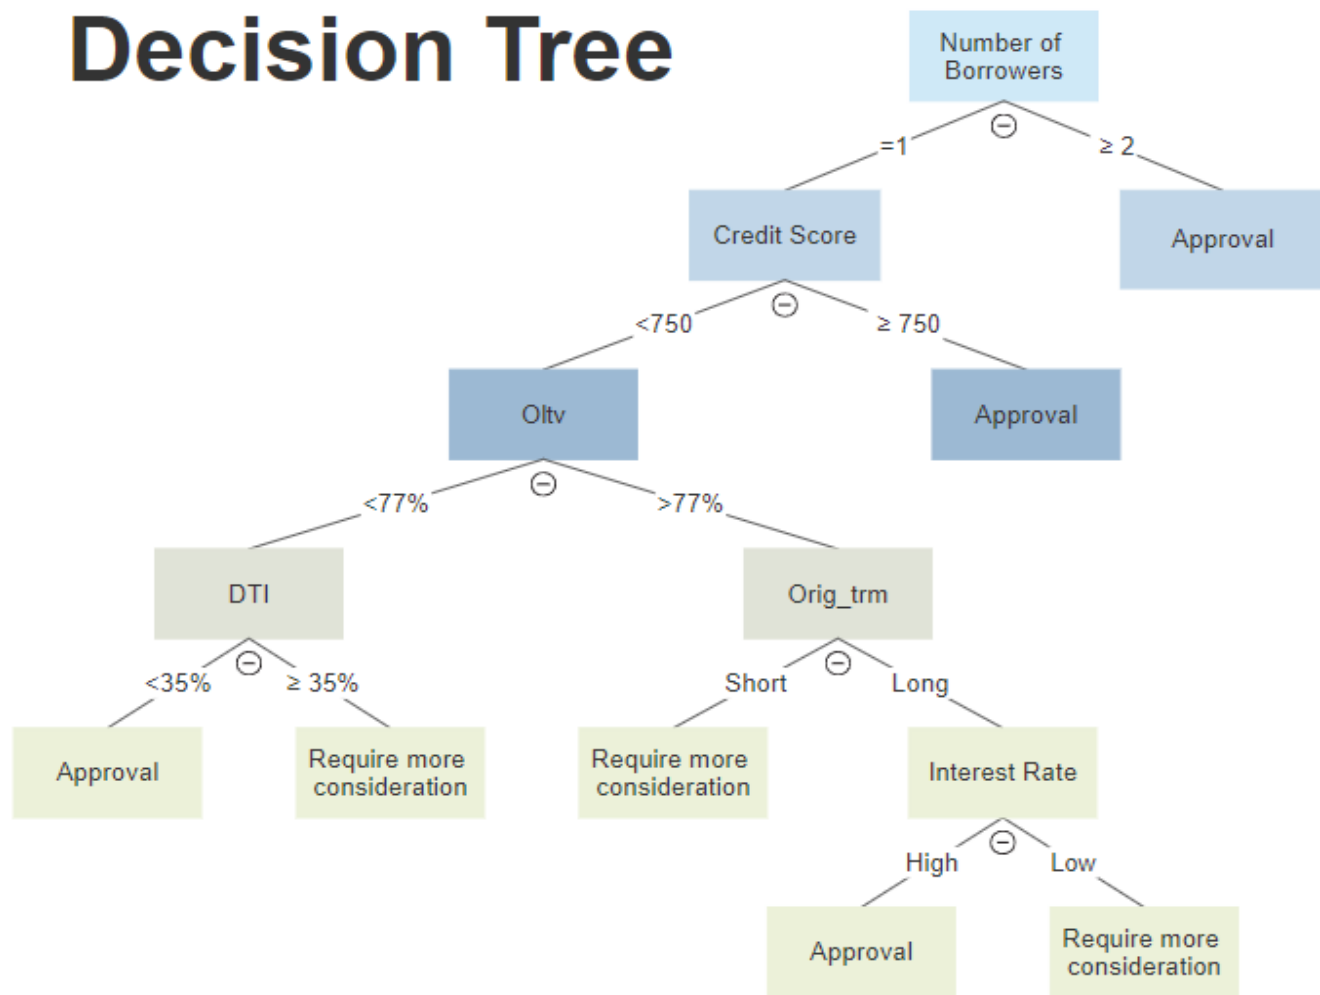 Decision Tree
Number of
Borrowers
=1
≥ 2
Credit Score
Approval
<750
≥ 750
Oltv
Approval
<77%
>77%
DTI
Orig_trm
<35%
≥ 35%
Short
Long
Approval
Require more
consideration
Require more
consideration
Interest Rate
High
Low
Approval
Require more
consideration